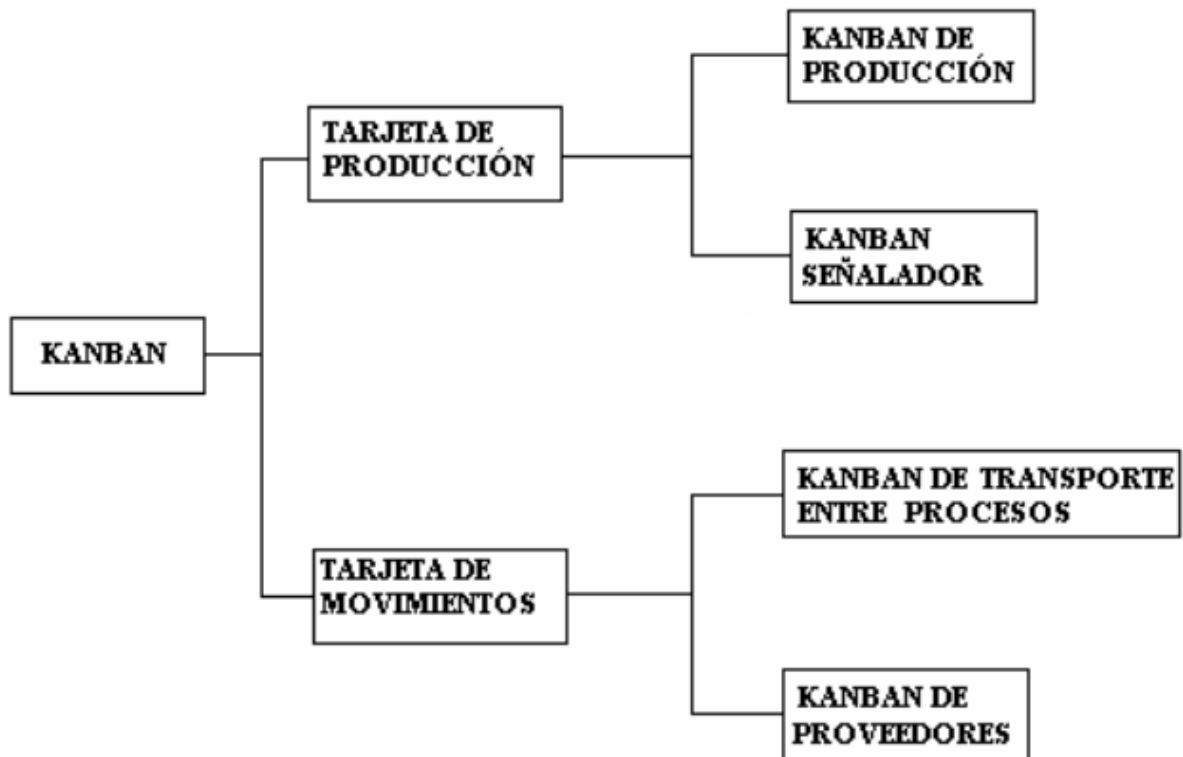 KANBAN
TARJETA DE
PRODUCCIÓN
KANBAN DE
PRODUCCIÓN
KANBAN
SEÑALADOR
TARJETA DE
MOVIMIENTOS
KANBAN DE TRANSPORTE
ENTRE PROCESOS
KANBAN DE
PROVEEDORES